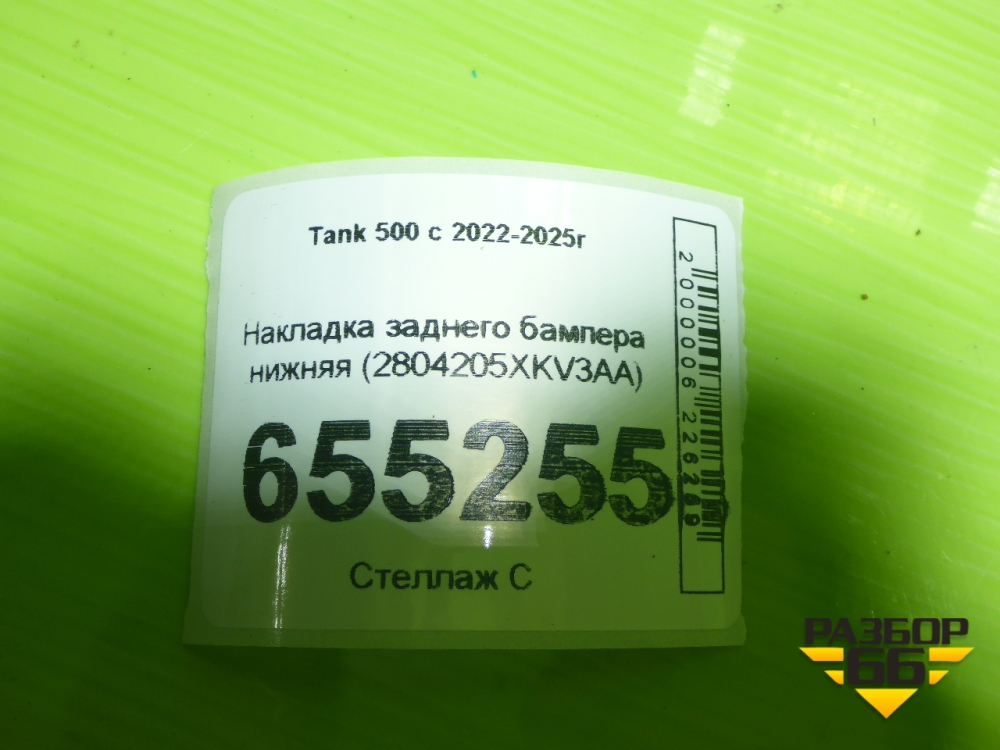 Tank 500 с 2022-2025г
Накладка заднего бампера
нижняя (2804205XKV3AA)
655255
Стеллаж С
2000006226269
РАЗБОР
66